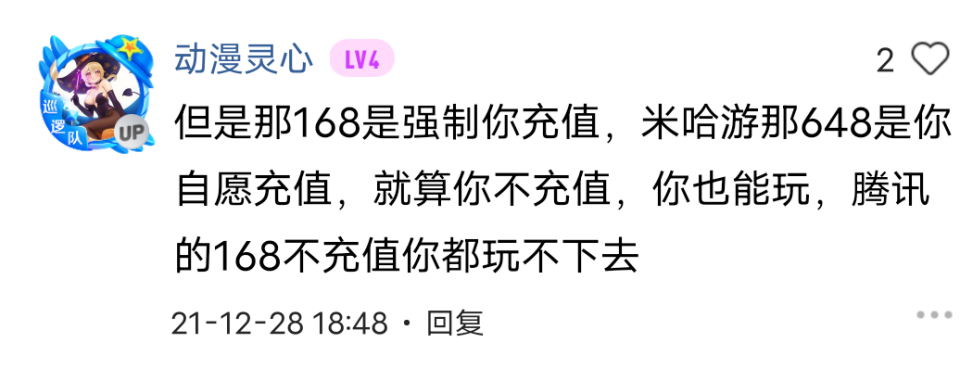 动漫灵心 LV4 2
但是那168是强制你充值，米哈游那648是你
自愿充值，就算你不充值，你也能玩，腾讯
的168不充值你都玩不下去
巡逻队 UP
21-12-28 18:48 · 回复